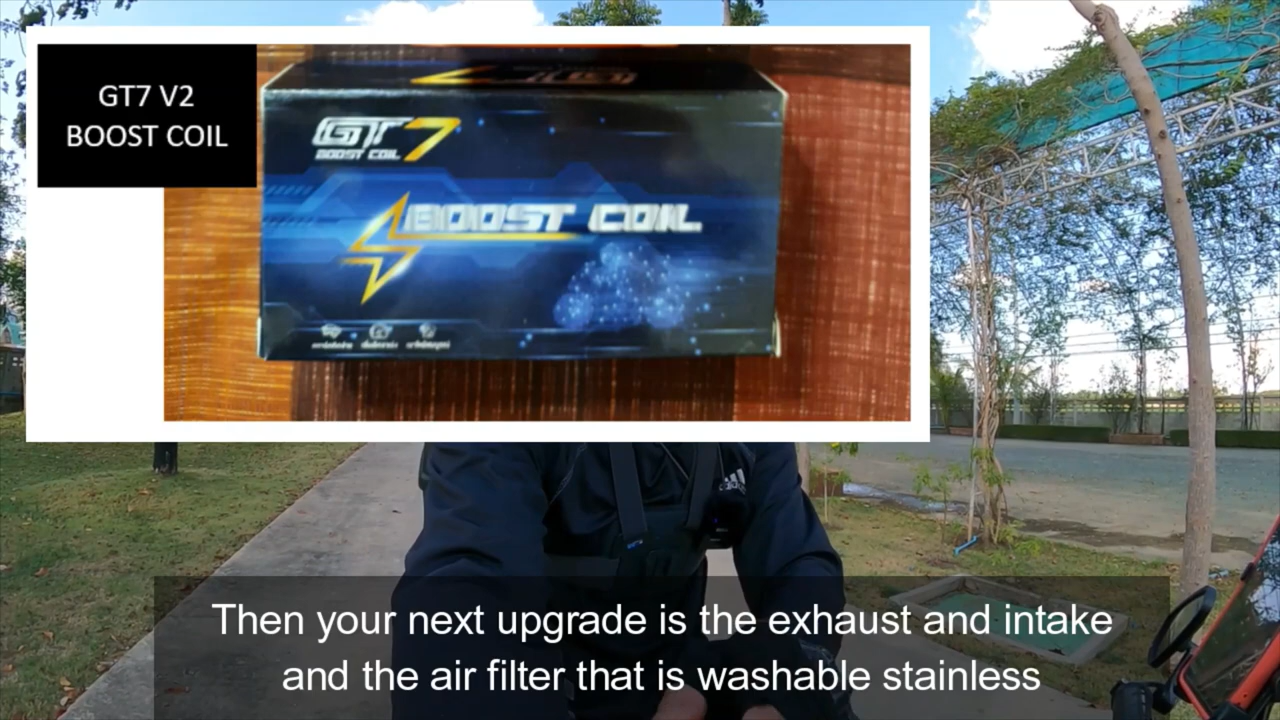 GT7 V2
BOOST COIL
GT7
BOOST COIL
BOOST COIL
adidas
Then your next upgrade is the exhaust and intake
and the air filter that is washable stainless